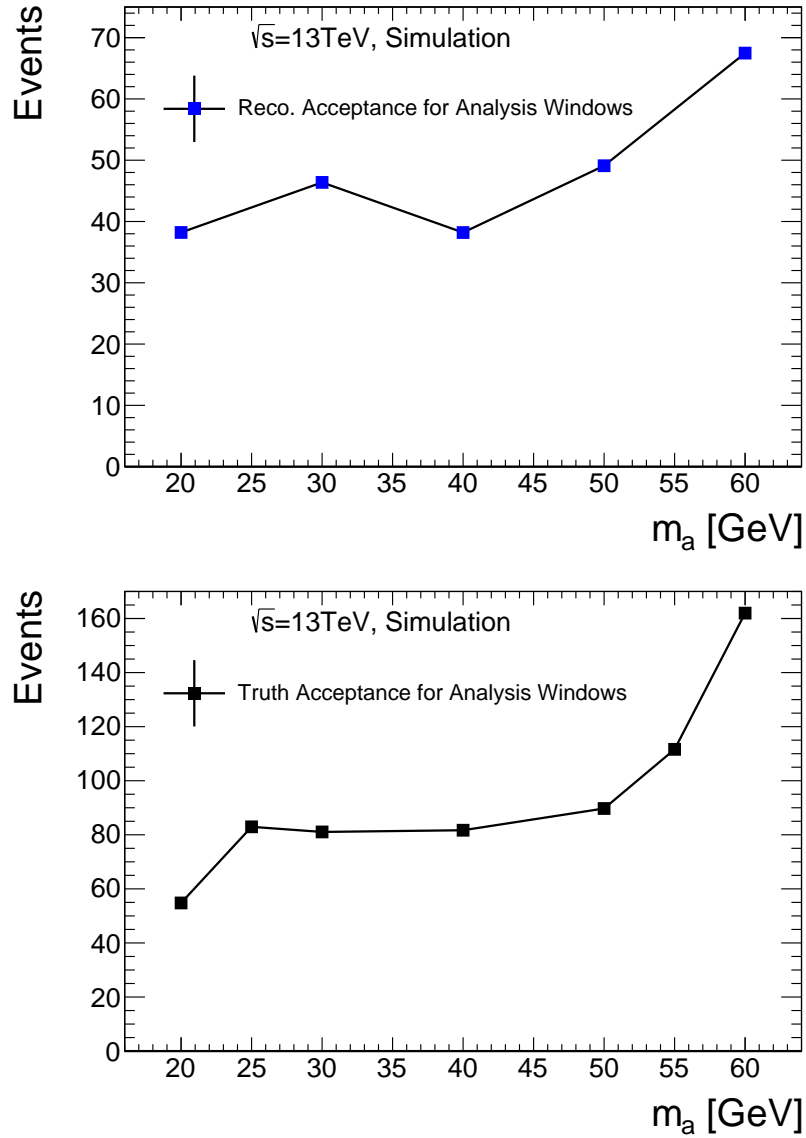 Events
70
60
50
40
30
20
10
0
√s=13TeV, Simulation
Reco. Acceptance for Analysis Windows
20 25 30 35 40 45 50 55 60
m_a [GeV]
Events
160
140
120
100
80
60
40
20
0
√s=13TeV, Simulation
Truth Acceptance for Analysis Windows
20 25 30 35 40 45 50 55 60
m_a [GeV]